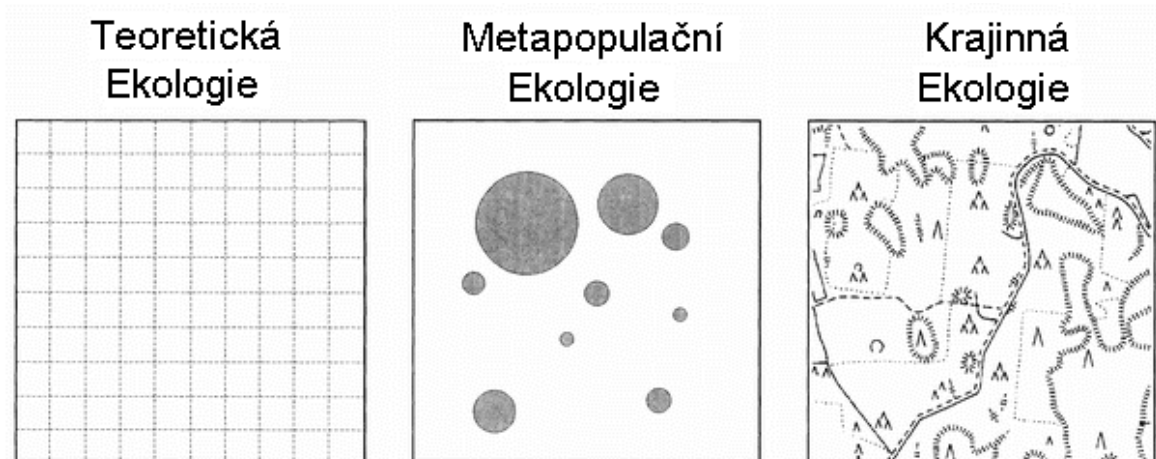 Teoretická
Ekologie
Metapopulační
Ekologie
Krajinná
Ekologie